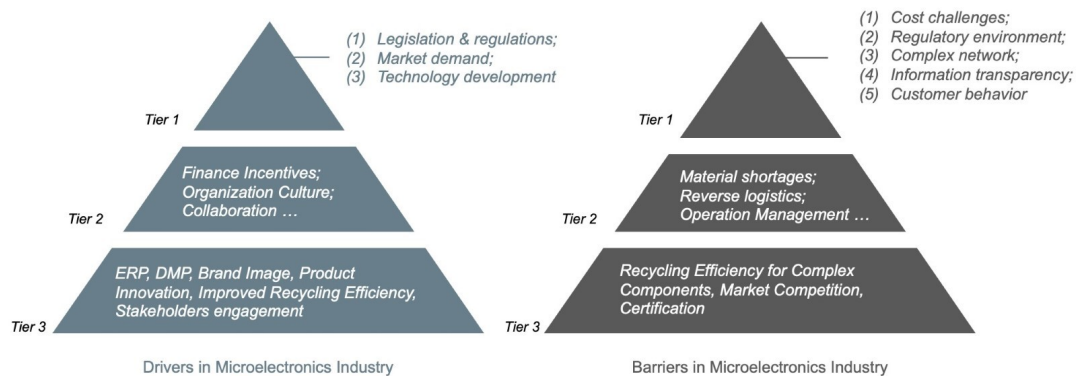 (1) Legislation & regulations;
(2) Market demand;
(3) Technology development
Tier 1
Finance Incentives;
Organization Culture;
Collaboration …
Tier 2
ERP, DMP, Brand Image, Product
Innovation, Improved Recycling Efficiency,
Stakeholders engagement
Tier 3
Drivers in Microelectronics Industry
(1) Cost challenges;
(2) Regulatory environment;
(3) Complex network;
(4) Information transparency;
(5) Customer behavior
Tier 1
Material shortages;
Reverse logistics;
Operation Management …
Tier 2
Recycling Efficiency for Complex
Components, Market Competition,
Certification
Tier 3
Barriers in Microelectronics Industry